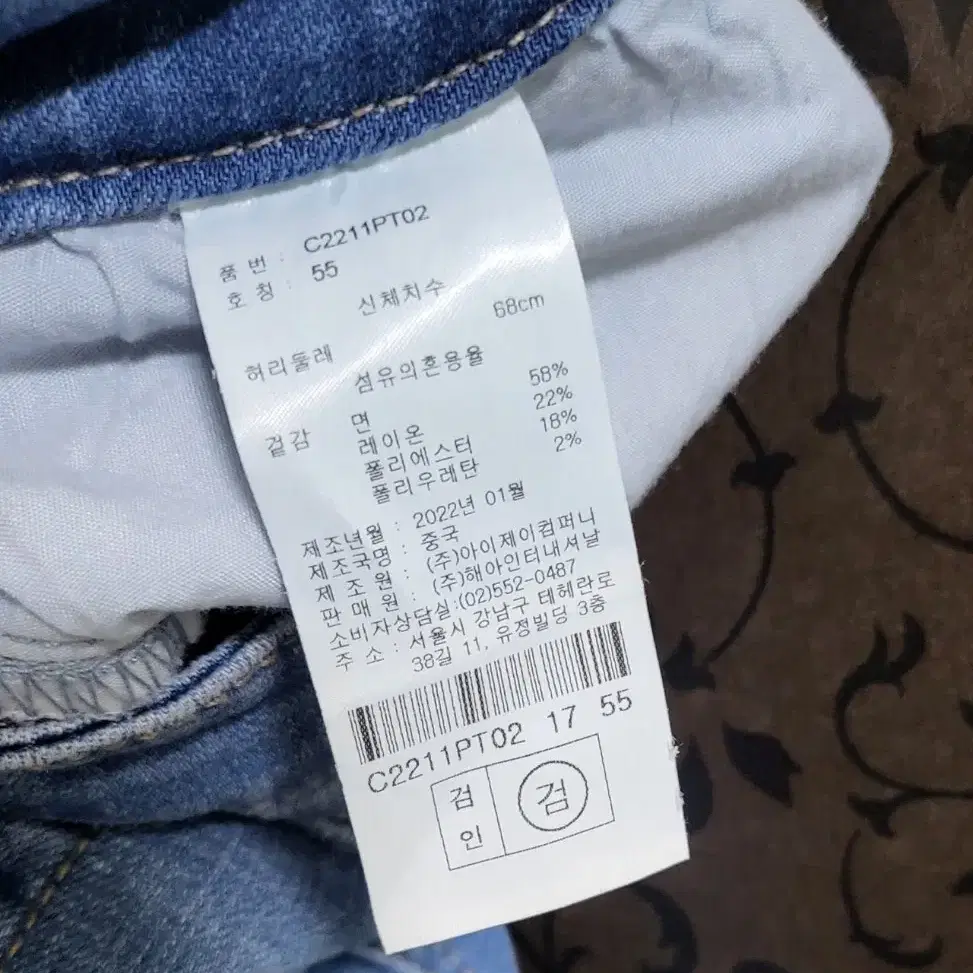 품 번 : C2211PT02
호 칭 : 55
신체치수
허리둘레 68cm
섬유의혼용율
겉감 면 58%
레이온 22%
폴리에스터 18%
폴리우레탄 2%
제조년월 : 2022년 01월
제조국명 : 중국
제 조 원 : (주)아이제이컴퍼니
판 매 원 : (주)해아인터내셔날
소비자상담실:(02)552-0487
주 소 : 서울시 강남구 테헤란로
38길 11, 유정빌딩 3층
C2211PT02 17 55
검 인 검